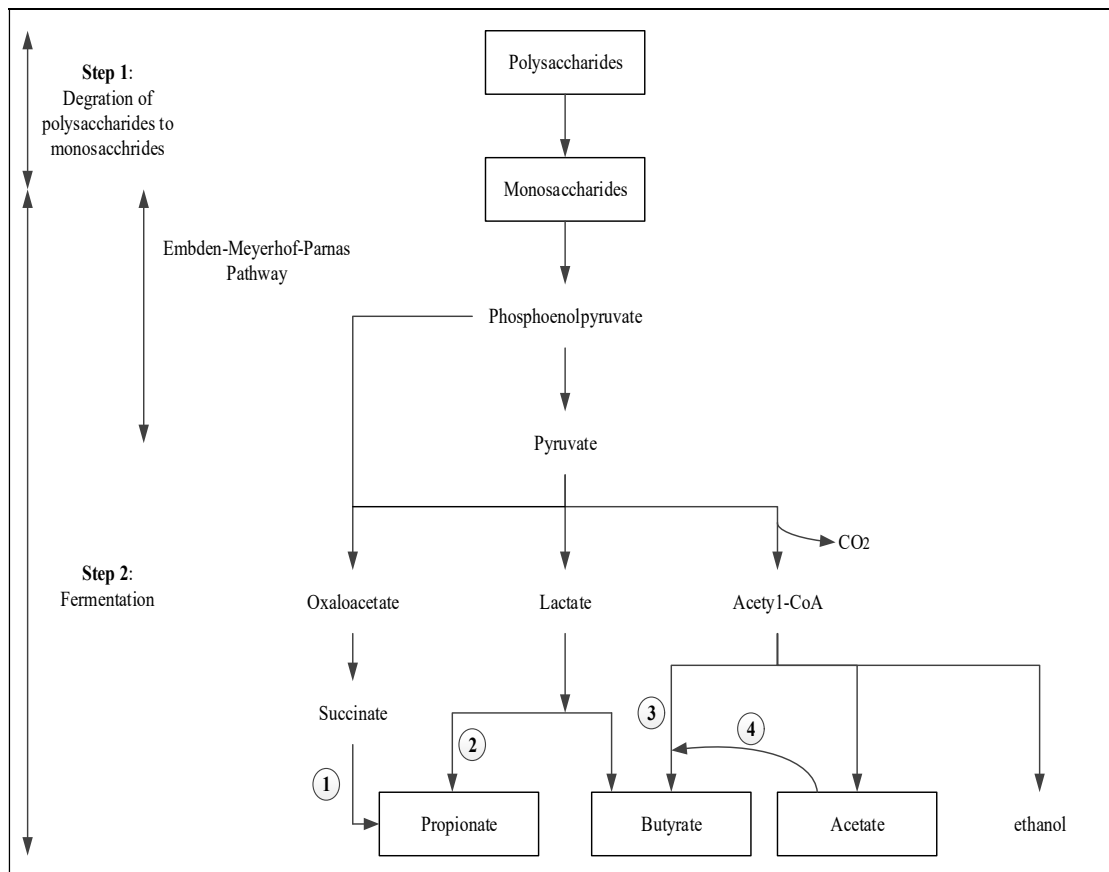 Polysaccharides
Step 1:
Degration of
polysaccharides to
monosacchrides
Monosaccharides
Embden-Meyerhof-Parnas
Pathway
Phosphoenolpyruvate
Pyruvate
CO2
Step 2:
Fermentation
Oxaloacetate
Lactate
Acety1-CoA
Succinate
3
4
2
1
Propionate
Butyrate
Acetate
ethanol